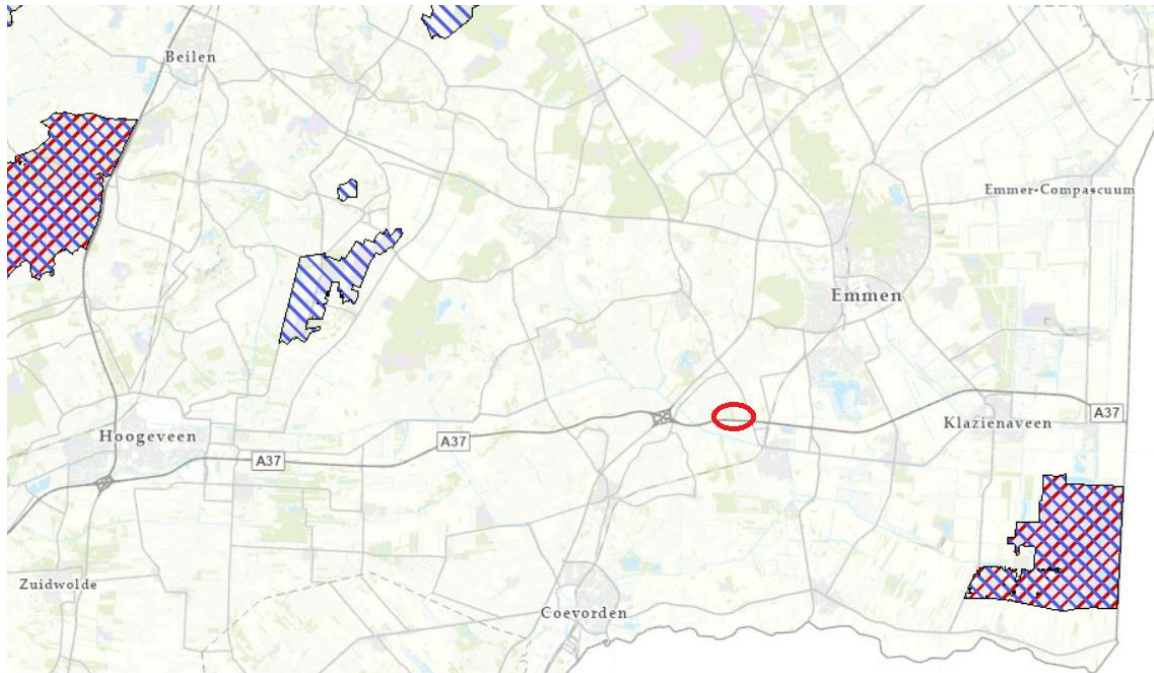 Beilen
Emmer-Compascuum
Emmen
A37
Klazienaveen
Hoogeveen
A37
A37
Zuidwolde
Coevorden